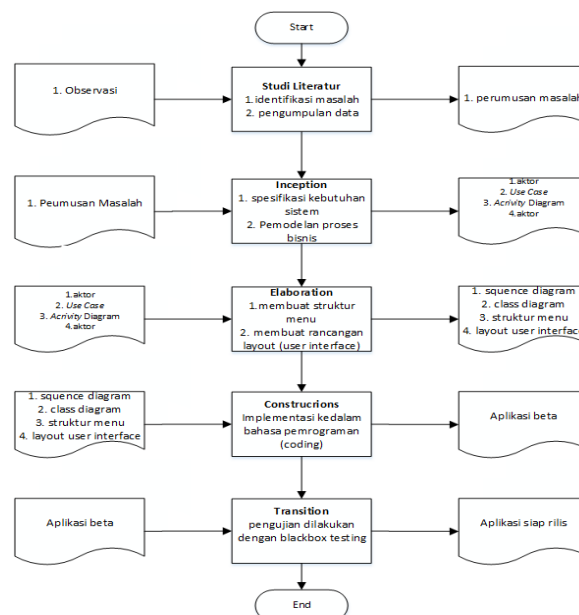 Start
1. Observasi
Studi Literatur
1.identifikasi masalah
2. pengumpulan data
1. perumusan masalah
1. Peumusan Masalah
Inception
1. spesifikasi kebutuhan
sistem
2. Pemodelan proses
bisnis
1.aktor
2. Use Case
3. Acrivity Diagram
4.aktor
1.aktor
2. Use Case
3. Acrivity Diagram
4.aktor
Elaboration
1.membuat struktur
menu
2. membuat rancangan
layout (user interface)
1. squence diagram
2. class diagram
3. struktur menu
4. layout user interface
1. squence diagram
2. class diagram
3. struktur menu
4. layout user interface
Construcrions
Implementasi kedalam
bahasa pemrograman
(coding)
Aplikasi beta
Aplikasi beta
Transition
pengujian dilakukan
dengan blackbox testing
Aplikasi siap rilis
End